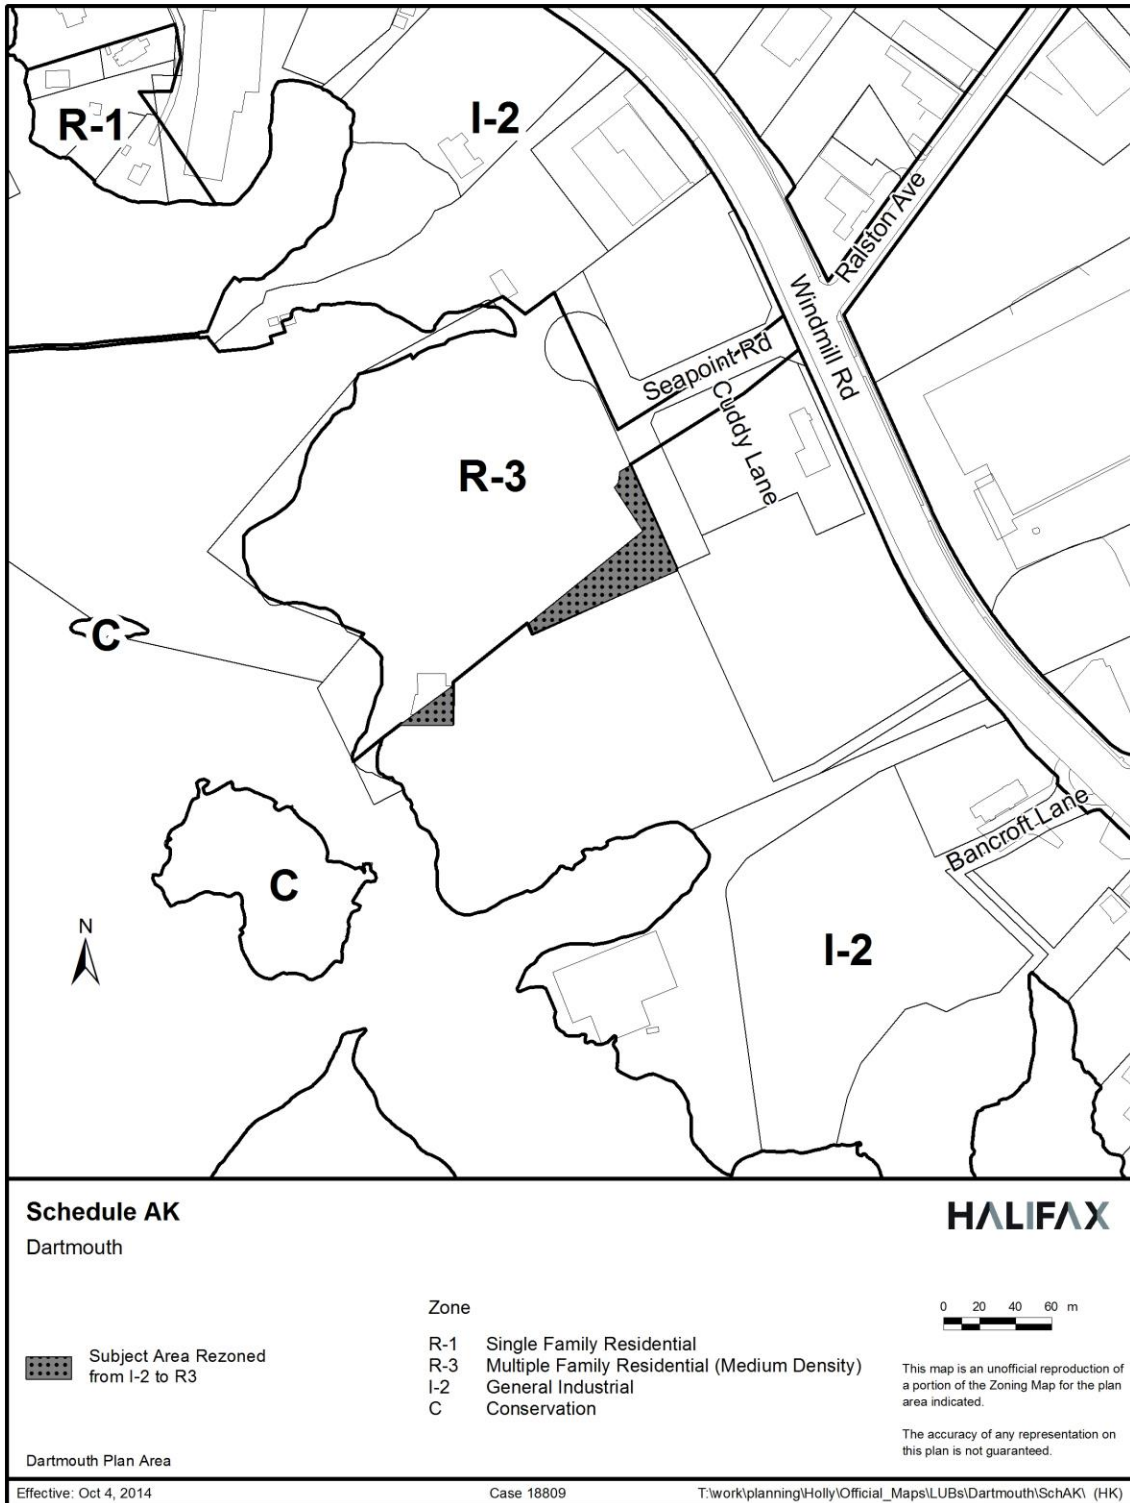 R-1
I-2
Ralston Ave
Windmill Rd
Seapoint Rd
Cuddy Lane
R-3
C
Bancroft Lane
C
N
I-2
Schedule AK
Dartmouth
HALIFAX
Subject Area Rezoned
from I-2 to R3
Zone
R-1 Single Family Residential
R-3 Multiple Family Residential (Medium Density)
I-2 General Industrial
C Conservation
0 20 40 60 m
This map is an unofficial reproduction of
a portion of the Zoning Map for the plan
area indicated.
The accuracy of any representation on
this plan is not guaranteed.
Dartmouth Plan Area
Effective: Oct 4, 2014
Case 18809
T:\work\planning\Holly\Official_Maps\LUBs\Dartmouth\SchAK\ (HK)